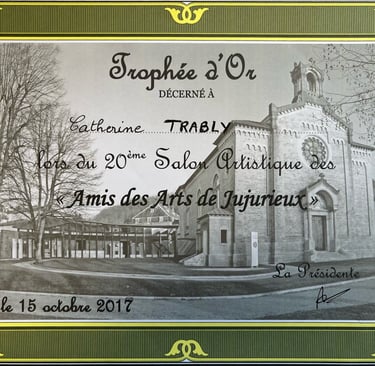 Trophée d'Or
DÉCERNÉ À
Catherine TRABLY
lors du 20ème Salon Artistique des
« Amis des Arts de Jujurieux »
La Présidente
le 15 octobre 2017